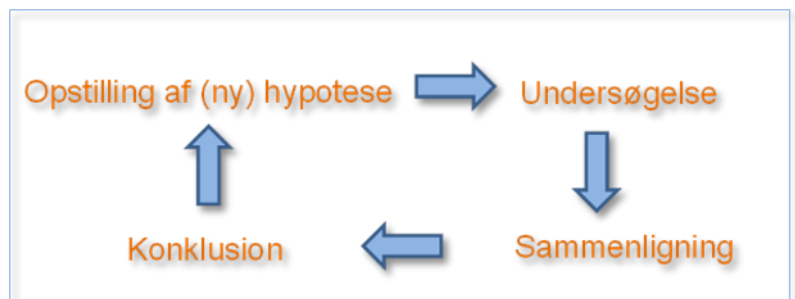 Opstilling af (ny) hypotese
Undersøgelse
Sammenligning
Konklusion